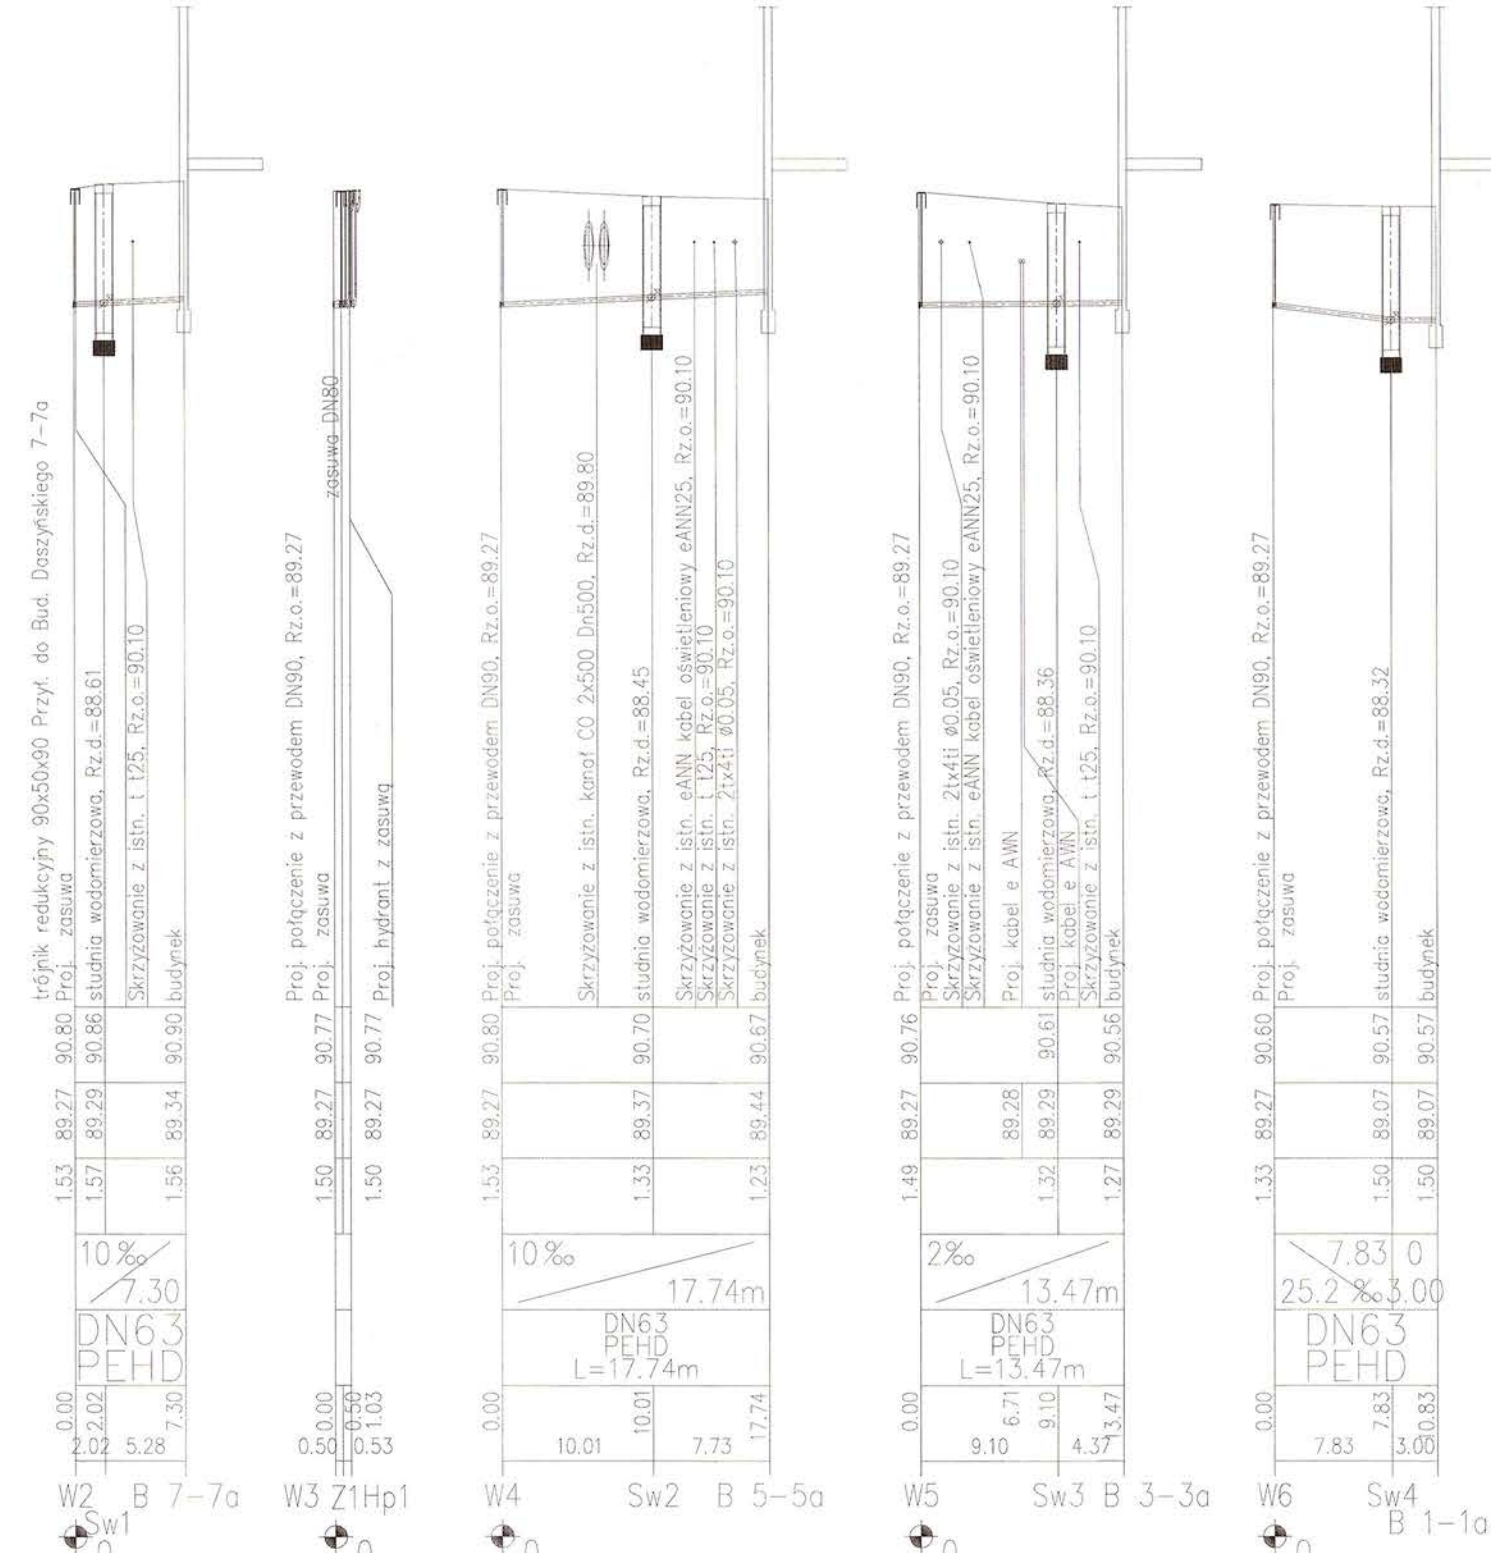 trójnik redukcyjny 90x50x90 Przył. do Bud. Daszyńskiego 7-7a
Proj. zasuwa
studnia wodomierzowa, Rz.d.=88.61
Skrzyżowanie z istn. t t25, Rz.o.=90.10
budynek
90.80
90.86
90.90
89.27
89.29
89.34
1.53
1.57
1.56
10‰
7.30
DN63
PEHD
0.00
2.02
7.30
2.02
5.28
W2
B 7-7a
Sw1
0
zasuwa DN80
Proj. połączenie z przewodem DN90, Rz.o.=89.27
Proj. zasuwa
Proj. hydrant z zasuwą
90.77
90.77
89.27
89.27
1.50
1.50
0.00
0.50
1.03
0.50
0.53
W3 Z1Hp1
0
Proj. połączenie z przewodem DN90, Rz.o.=89.27
Proj. zasuwa
Skrzyżowanie z istn. kanał CO 2x500 Dn500, Rz.d.=89.80
studnia wodomierzowa, Rz.d.=88.45
Skrzyżowanie z istn. eANN kabel oświetleniowy eANN25, Rz.o.=90.10
Skrzyżowanie z istn. t t25, Rz.o.=90.10
Skrzyżowanie z istn. 2tx4ti ø0.05, Rz.o.=90.10
budynek
90.80
90.70
90.67
89.27
89.37
89.44
1.53
1.33
1.23
10‰
17.74m
DN63
PEHD
L=17.74m
0.00
10.01
17.74
10.01
7.73
W4
Sw2
B 5-5a
0
Proj. połączenie z przewodem DN90, Rz.o.=89.27
Proj. zasuwa
Skrzyżowanie z istn. 2tx4ti ø0.05, Rz.o.=90.10
Skrzyżowanie z istn. eANN kabel oświetleniowy eANN25, Rz.o.=90.10
Proj. kabel e AWN
studnia wodomierzowa, Rz.d.=88.36
Proj. kabel e AWN
Skrzyżowanie z istn. t t25, Rz.o.=90.10
budynek
90.76
90.61
90.56
89.27
89.28
89.29
89.29
1.49
1.32
1.27
2‰
13.47m
DN63
PEHD
L=13.47m
0.00
6.71
9.10
13.47
9.10
4.37
W5
Sw3
B 3-3a
0
Proj. połączenie z przewodem DN90, Rz.o.=89.27
Proj. zasuwa
studnia wodomierzowa, Rz.d.=88.32
budynek
90.60
90.57
90.57
89.27
89.07
89.07
1.33
1.50
1.50
7.83 0
25.2 ‰ 3.00
DN63
PEHD
0.00
7.83
10.83
7.83
3.00
W6
Sw4
B 1-1a
0